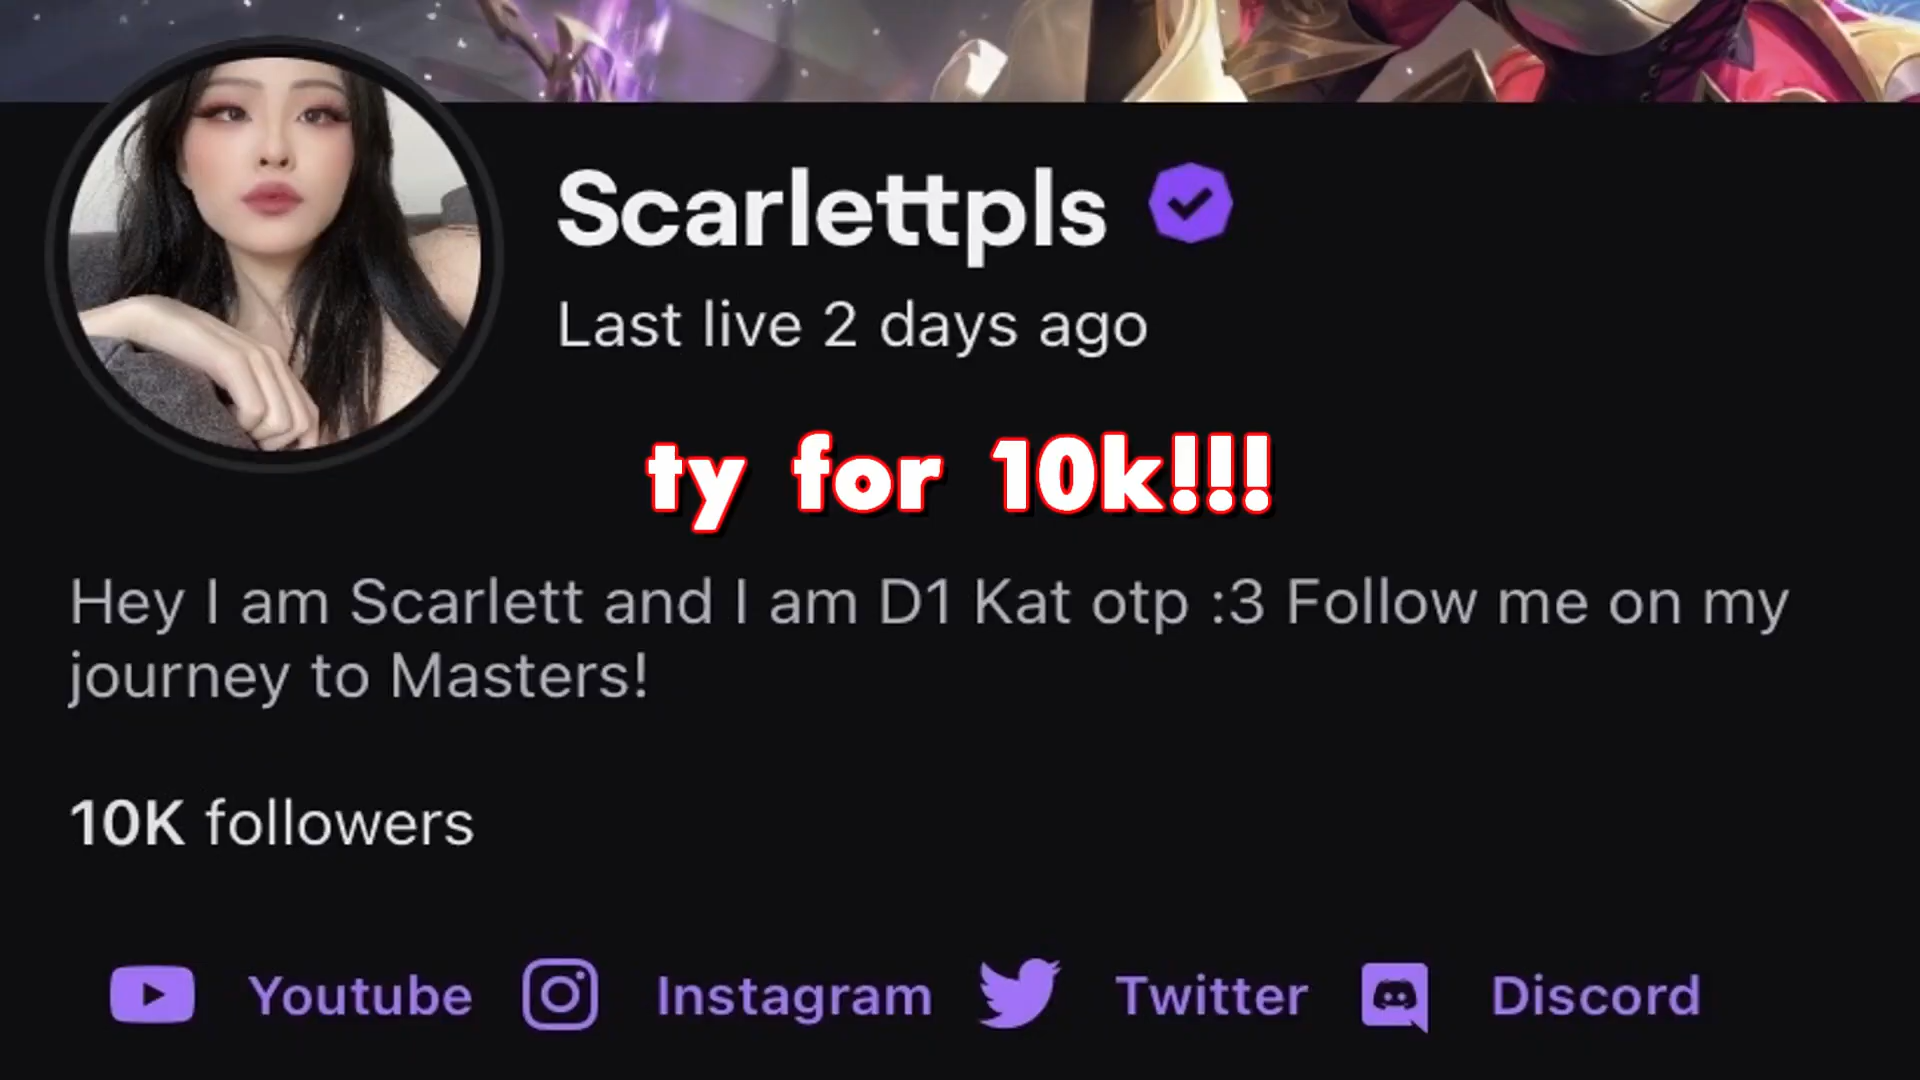 Scarlettpls
Last live 2 days ago
ty for 10k!!!
Hey I am Scarlett and I am D1 Kat otp :3 Follow me on my
journey to Masters!
10K followers
Youtube Instagram Twitter Discord